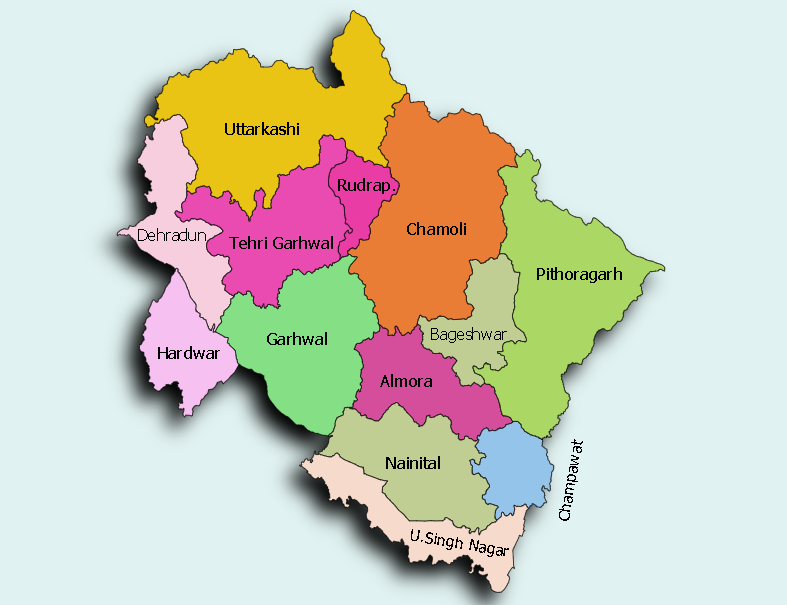 Uttarkashi
Rudrap.
Dehradun
Tehri Garhwal
Chamoli
Pithoragarh
Hardwar
Garhwal
Bageshwar
Almora
Nainital
Champawat
U.Singh Nagar